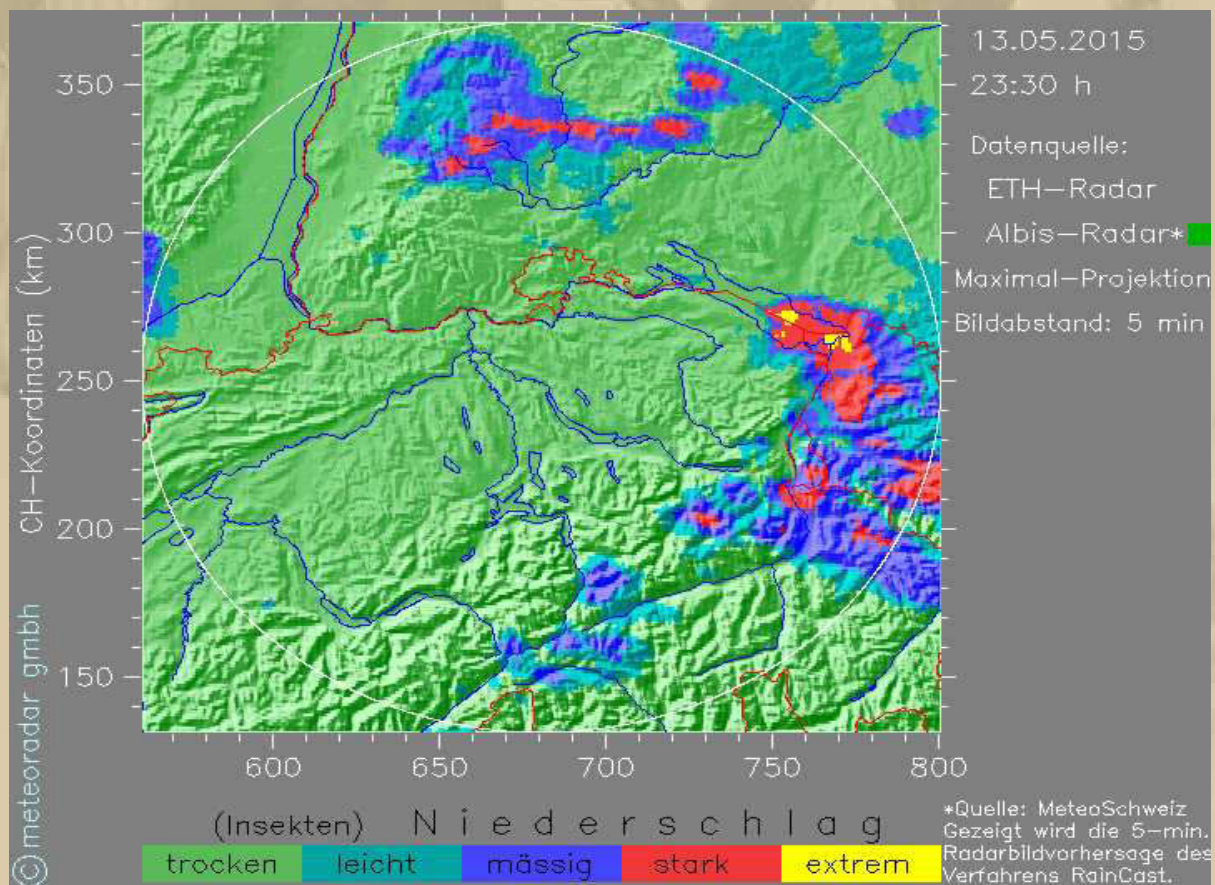 13.05.2015
23:30 h
Datenquelle:
ETH-Radar
Albis-Radar*
Maximal-Projektion
Bildabstand: 5 min
CH-Koordinaten (km)
© meteoradar gmbh
350
300
250
200
150
600 650 700 750 800
(Insekten) Niederschlag
trocken leicht mässig stark extrem
*Quelle: MeteoSchweiz
Gezeigt wird die 5-min.
Radarbildvorhersage des
Verfahrens RainCast.